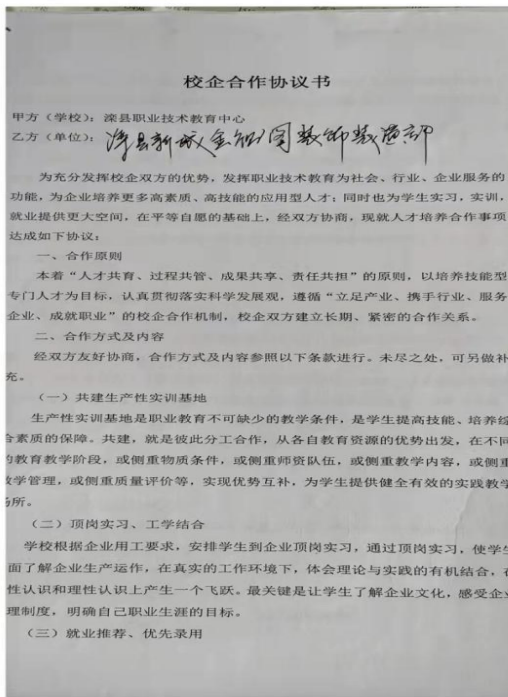 校企合作协议书
甲方（学校）：滦县职业技术教育中心
乙方（单位）：滦县新城金钥图装饰装潢部
为充分发挥校企双方的优势，发挥职业技术教育为社会、行业、企业服务的
功能，为企业培养更多高素质、高技能的应用型人才；同时也为学生实习，实训，
就业提供更大空间，在平等自愿的基础上，经双方协商，现就人才培养合作事项
达成如下协议：
一、合作原则
本着“人才共育、过程共管、成果共享、责任共担”的原则，以培养技能型
专门人才为目标，认真贯彻落实科学发展观，遵循“立足产业、携手行业、服务
企业、成就职业”的校企合作机制，校企双方建立长期、紧密的合作关系。
二、合作方式及内容
经双方友好协商，合作方式及内容参照以下条款进行。未尽之处，可另做补
充。
（一）共建生产性实训基地
生产性实训基地是职业教育不可缺少的教学条件，是学生提高技能、培养综
合素质的保障。共建，就是彼此分工合作，从各自教育资源的优势出发，在不同
的教育教学阶段，或侧重物质条件，或侧重师资队伍，或侧重教学内容，或侧重
教学管理，或侧重质量评价等，实现优势互补，为学生提供健全有效的实践教学
场所。
（二）顶岗实习、工学结合
学校根据企业用工要求，安排学生到企业顶岗实习，通过顶岗实习，使学生
面了解企业生产运作，在真实的工作环境下，体会理论与实践的有机结合，在
性认识和理性认识上产生一个飞跃。最关键是让学生了解企业文化，感受企业
理制度，明确自己职业生涯的目标。
（三）就业推荐、优先录用